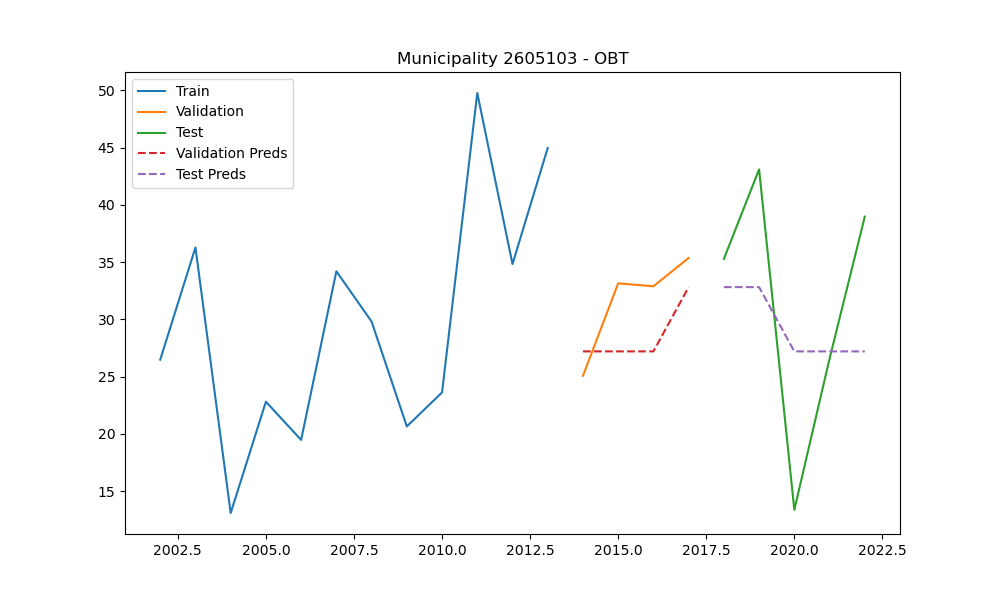 Municipality 2605103 - OBT
Train
Validation
Test
Validation Preds
Test Preds
50
45
40
35
30
25
20
15
2002.5 2005.0 2007.5 2010.0 2012.5 2015.0 2017.5 2020.0 2022.5